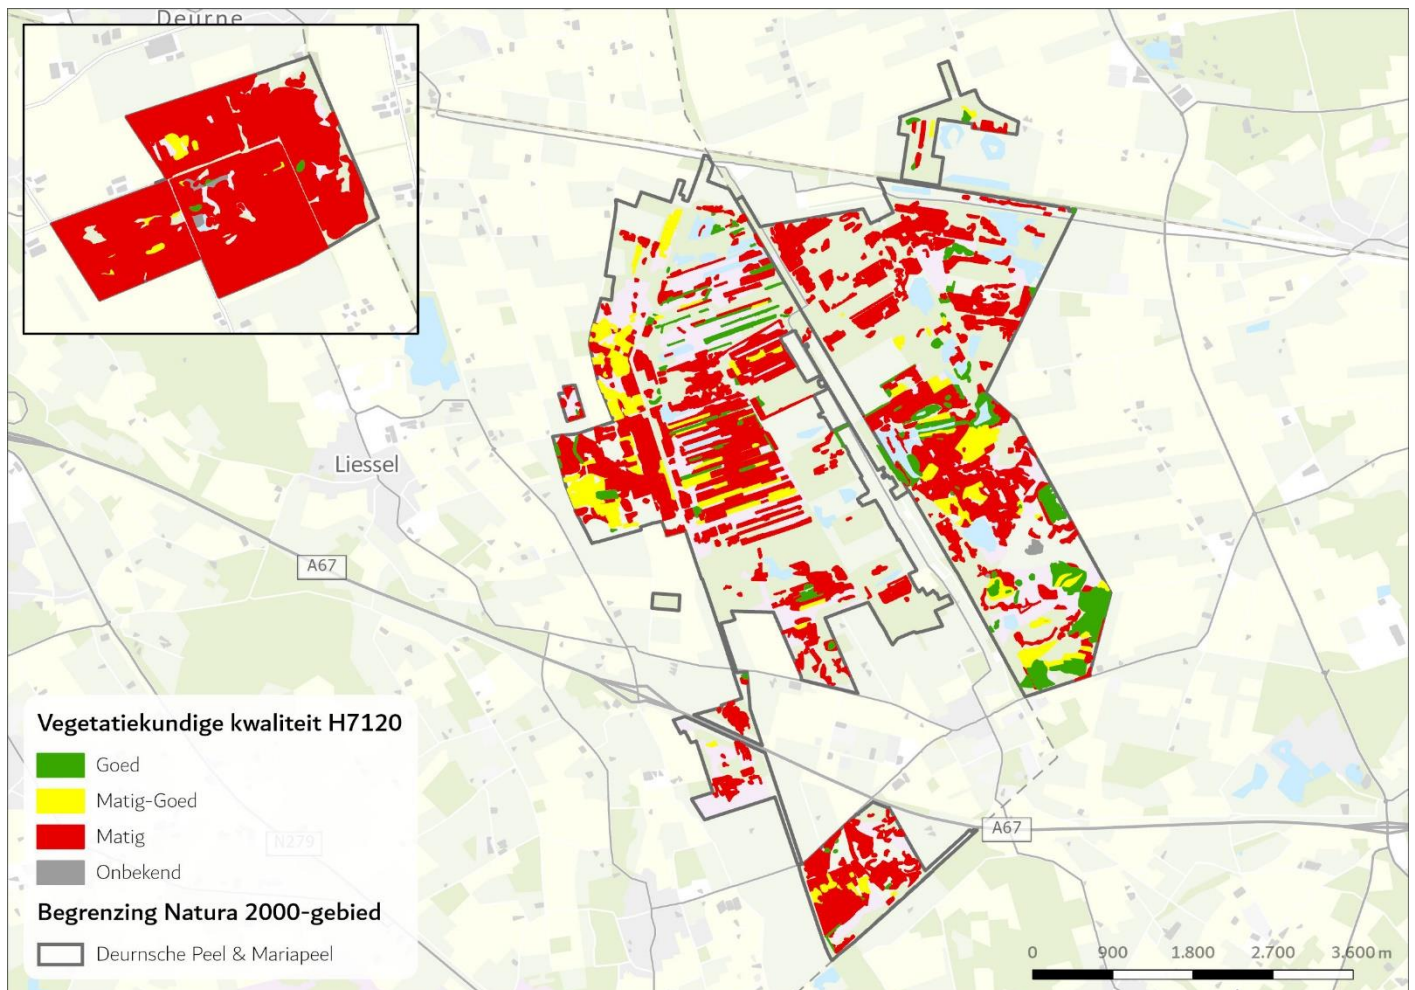 Deurne
Liessel
A67
Vegetatiekundige kwaliteit H7120
Goed
Matig-Goed
Matig
N279
Onbekend
Begrenzing Natura 2000-gebied
Deurnsche Peel & Mariapeel
A67
0 900 1.800 2.700 3.600 m